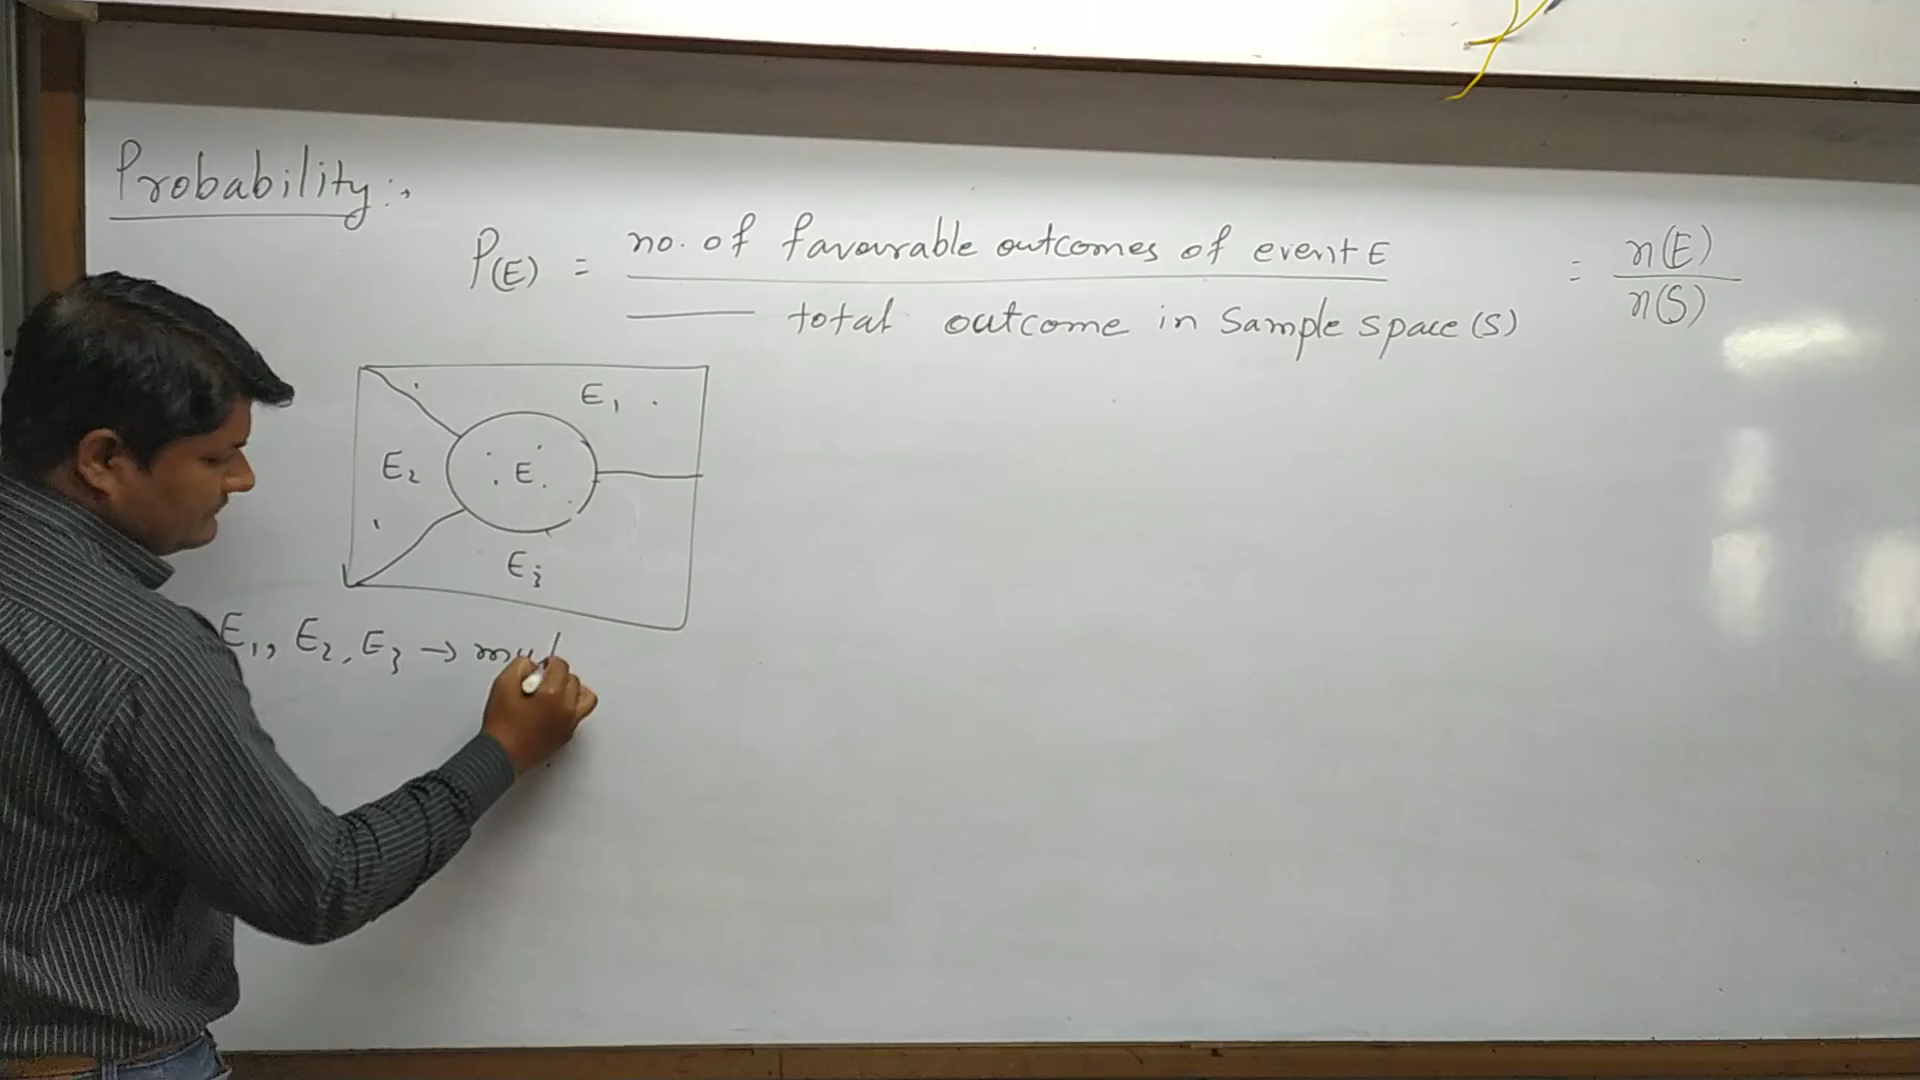 Probability:,
P(E) = no. of favourable outcomes of event E = n(E)
total outcome in Sample space (S) n(S)
E1 .
E2 E
E3
E1, E2, E3 →